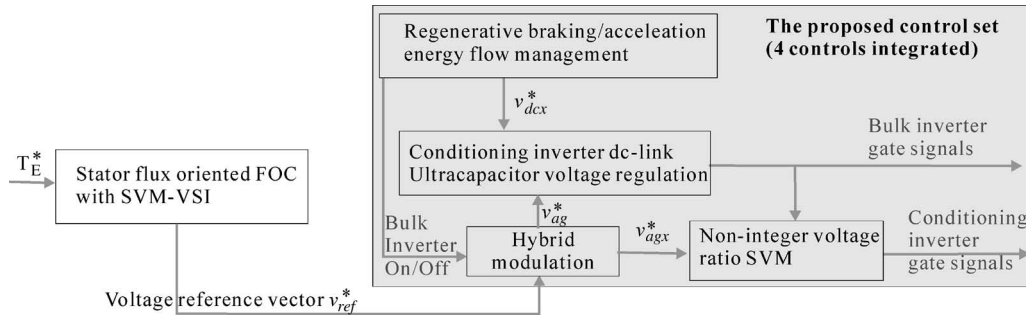 Regenerative braking/acceleation
energy flow management
The proposed control set
(4 controls integrated)
v*dcx
Bulk inverter
gate signals
T*E
Stator flux oriented FOC
with SVM-VSI
Conditioning inverter dc-link
Ultracapacitor voltage regulation
v*ag
Bulk
Inverter
On/Off
Hybrid
modulation
v*agx
Non-integer voltage
ratio SVM
Conditioning
inverter
gate signals
Voltage reference vector v*ref